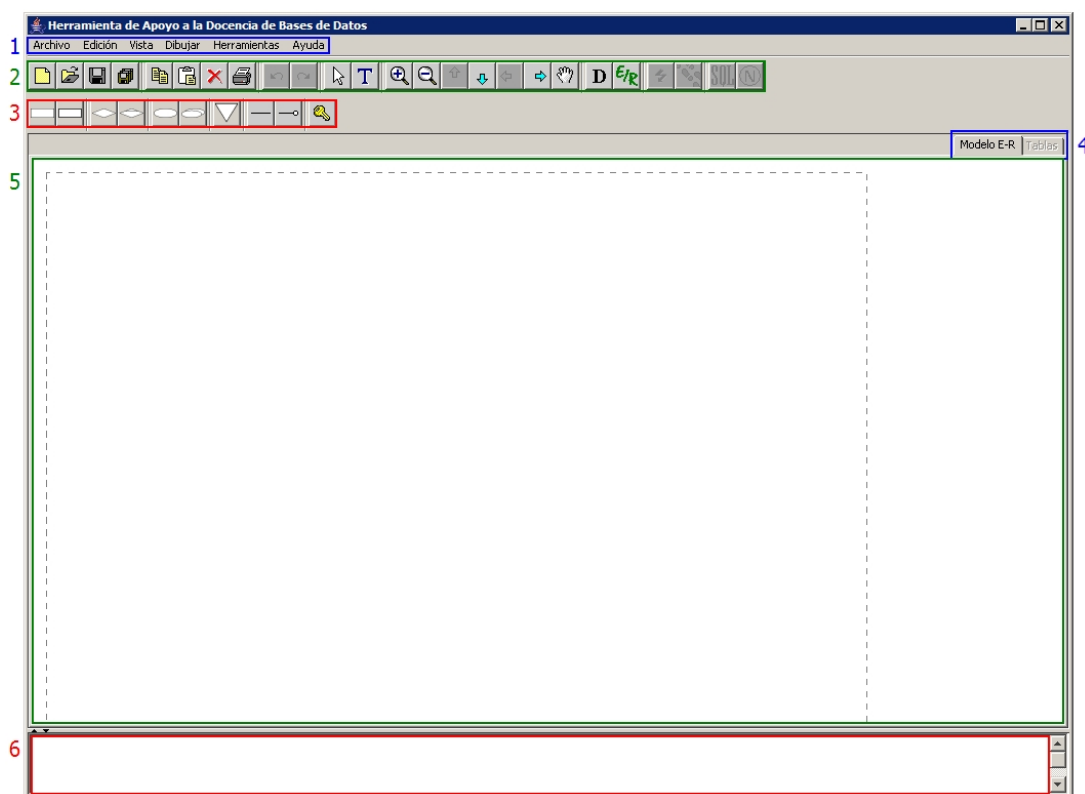 Herramienta de Apoyo a la Docencia de Bases de Datos
1 Archivo Edición Vista Dibujar Herramientas Ayuda
2 T D E/R SQL N
3
Modelo E-R Tablas 4
5
6